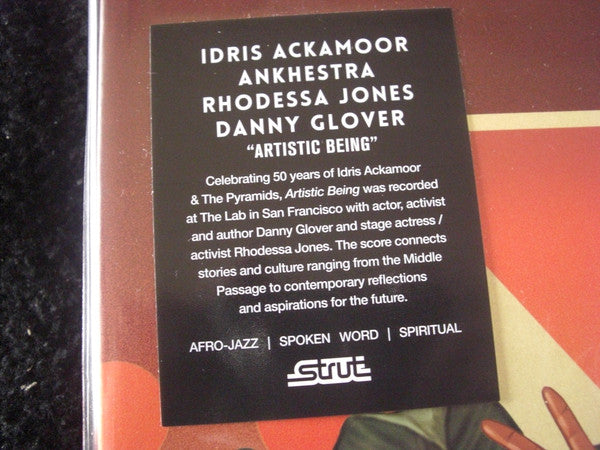 IDRIS ACKAMOOR
ANKHESTRA
RHODESSA JONES
DANNY GLOVER
“ARTISTIC BEING”
Celebrating 50 years of Idris Ackamoor
& The Pyramids, Artistic Being was recorded
at The Lab in San Francisco with actor, activist
and author Danny Glover and stage actress /
activist Rhodessa Jones. The score connects
stories and culture ranging from the Middle
Passage to contemporary reflections
and aspirations for the future.
AFRO-JAZZ | SPOKEN WORD | SPIRITUAL
Strut